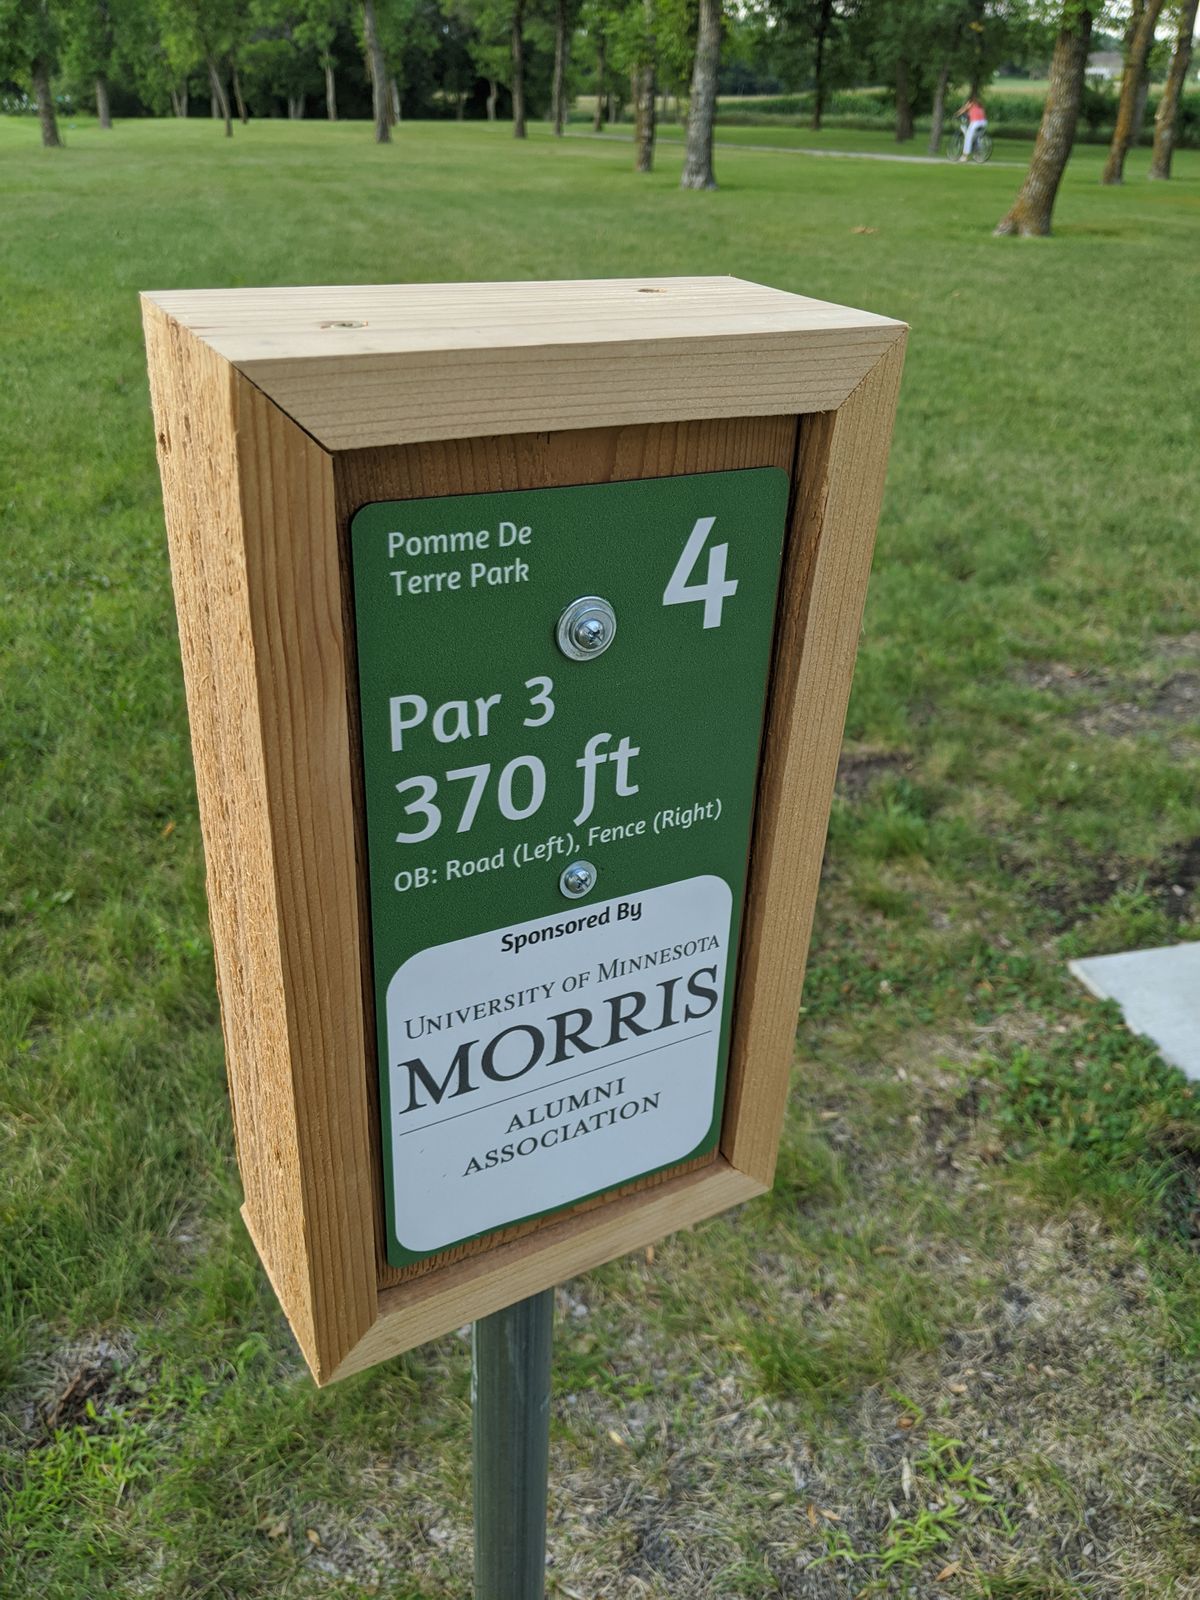 Pomme De
Terre Park
4
Par 3
370 ft
OB: Road (Left), Fence (Right)
Sponsored By
UNIVERSITY OF MINNESOTA
MORRIS
ALUMNI
ASSOCIATION